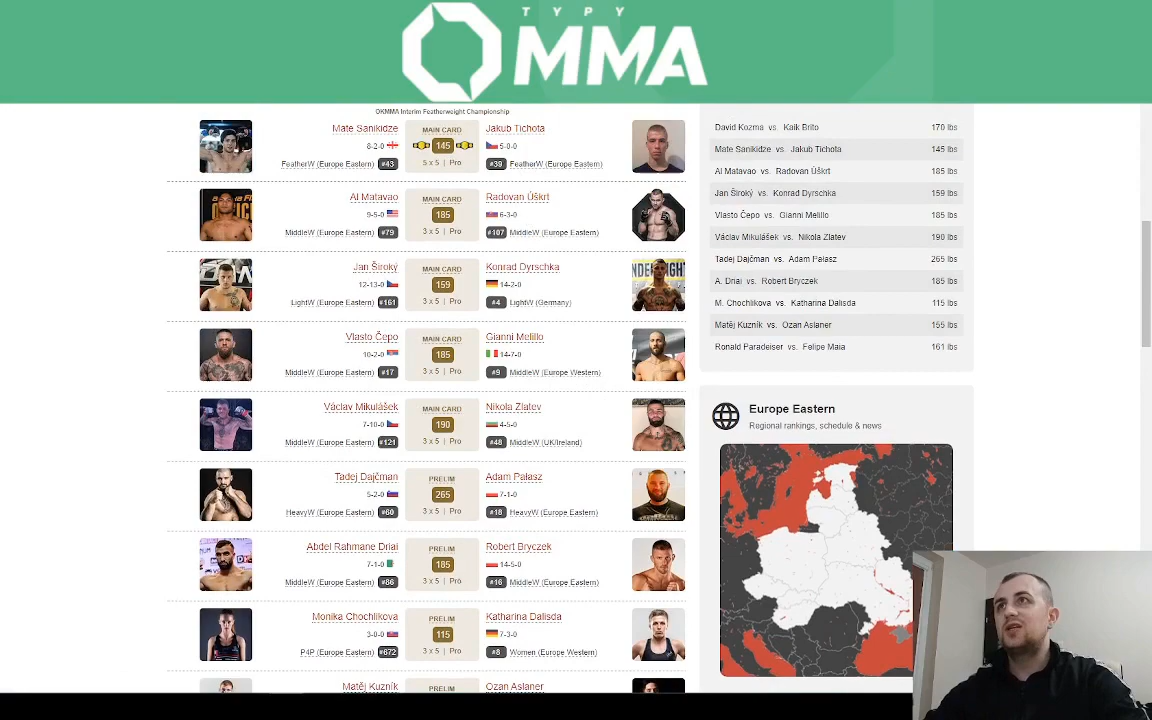 TYPY
MMA
OKMMA Interim Featherweight Championship
Mate Sanikidze
8-2-0
FeatherW (Europe Eastern) #43
MAIN CARD
145
5 x 5 | Pro
Jakub Tichota
5-0-0
#39 FeatherW (Europe Eastern)
Al Matavao
9-5-0
MiddleW (Europe Eastern) #79
MAIN CARD
185
3 x 5 | Pro
Radovan Úškrt
6-3-0
#107 MiddleW (Europe Eastern)
Jan Široký
12-13-0
LightW (Europe Eastern) #161
MAIN CARD
159
3 x 5 | Pro
Konrad Dyrschka
14-2-0
#4 LightW (Germany)
Vlasto Čepo
10-2-0
MiddleW (Europe Eastern) #17
MAIN CARD
185
3 x 5 | Pro
Gianni Melillo
14-7-0
#9 MiddleW (Europe Western)
Václav Mikulášek
7-10-0
MiddleW (Europe Eastern) #121
MAIN CARD
190
3 x 5 | Pro
Nikola Zlatev
4-5-0
#48 MiddleW (UK/Ireland)
Tadej Dajčman
5-2-0
HeavyW (Europe Eastern) #60
PRELIM
265
3 x 5 | Pro
Adam Pałasz
7-1-0
#18 HeavyW (Europe Eastern)
Abdel Rahmane Driai
7-1-0
MiddleW (Europe Eastern) #86
PRELIM
185
3 x 5 | Pro
Robert Bryczek
14-5-0
#16 MiddleW (Europe Eastern)
Monika Chochlikova
3-0-0
P4P (Europe Eastern) #672
PRELIM
115
3 x 5 | Pro
Katharina Dalisda
7-3-0
#8 Women (Europe Western)
Matěj Kuzník
PRELIM
Ozan Aslaner
David Kozma vs. Kaik Brito 170 lbs
Mate Sanikidze vs. Jakub Tichota 145 lbs
Al Matavao vs. Radovan Úškrt 185 lbs
Jan Široký vs. Konrad Dyrschka 159 lbs
Vlasto Čepo vs. Gianni Melillo 185 lbs
Václav Mikulášek vs. Nikola Zlatev 190 lbs
Tadej Dajčman vs. Adam Pałasz 265 lbs
A. Driai vs. Robert Bryczek 185 lbs
M. Chochlikova vs. Katharina Dalisda 115 lbs
Matěj Kuzník vs. Ozan Aslaner 155 lbs
Ronald Paradeiser vs. Felipe Maia 161 lbs
Europe Eastern
Regional rankings, schedule & news